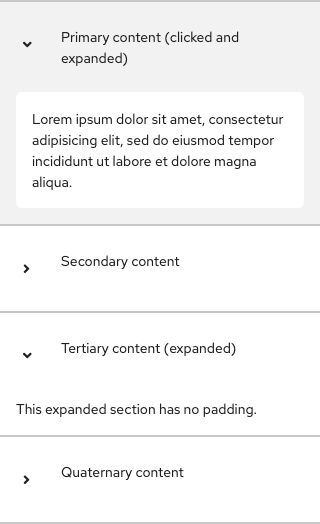 Primary content (clicked and
expanded)
Lorem ipsum dolor sit amet, consectetur
adipisicing elit, sed do eiusmod tempor
incididunt ut labore et dolore magna
aliqua.
Secondary content
Tertiary content (expanded)
This expanded section has no padding.
Quaternary content